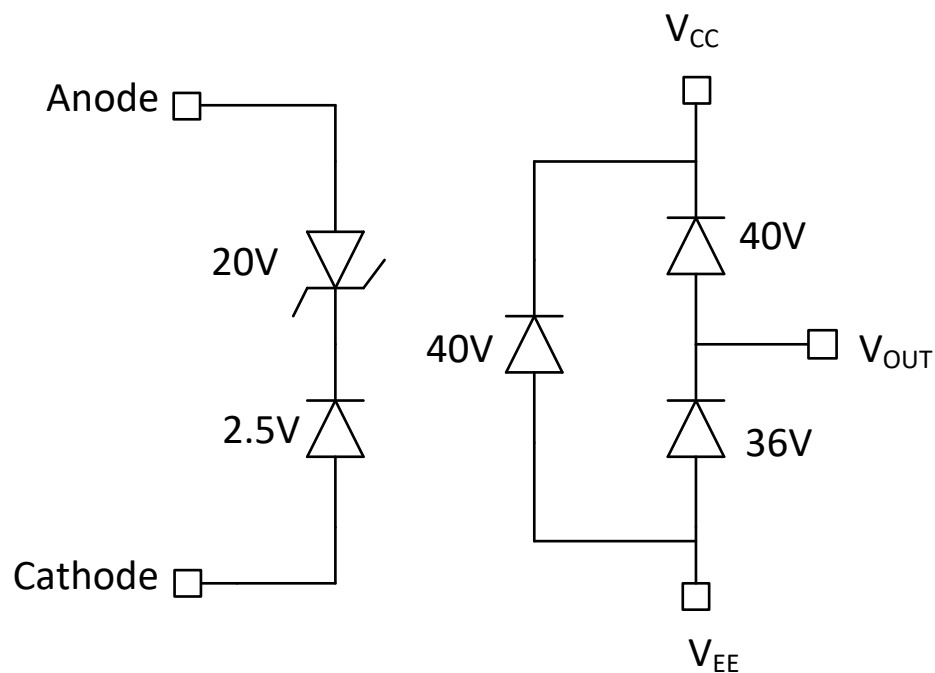 V_CC
Anode
20V
40V
40V
V_OUT
2.5V
36V
Cathode
V_EE